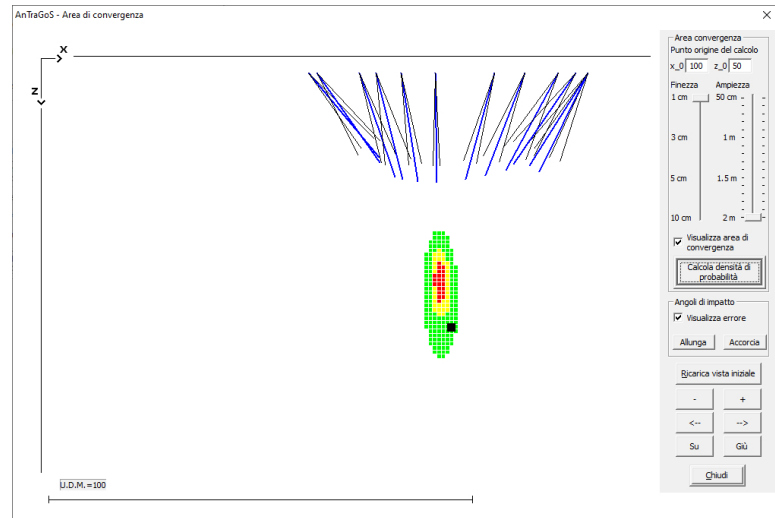 AnTraGoS - Area di convergenza
X
Z
U.D.M.=100
Area convergenza
Punto origine del calcolo
x_0 100 z_0 50
Finezza Ampiezza
1 cm 50 cm
3 cm 1 m
5 cm 1.5 m
10 cm 2 m
Visualizza area di
convergenza
Calcola densità di
probabilità
Angoli di impatto
Visualizza errore
Allunga Accorcia
Ricarica vista iniziale
- +
<-- -->
Su Giù
Chiudi